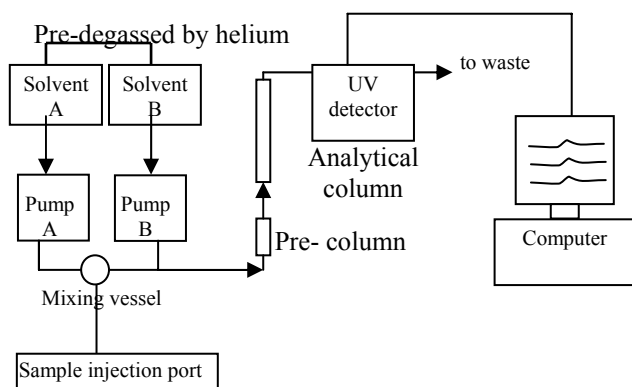 Pre-degassed by helium
Solvent
A
Solvent
B
UV
detector
to waste
Analytical
column
Pump
A
Pump
B
Pre- column
Computer
Mixing vessel
Sample injection port